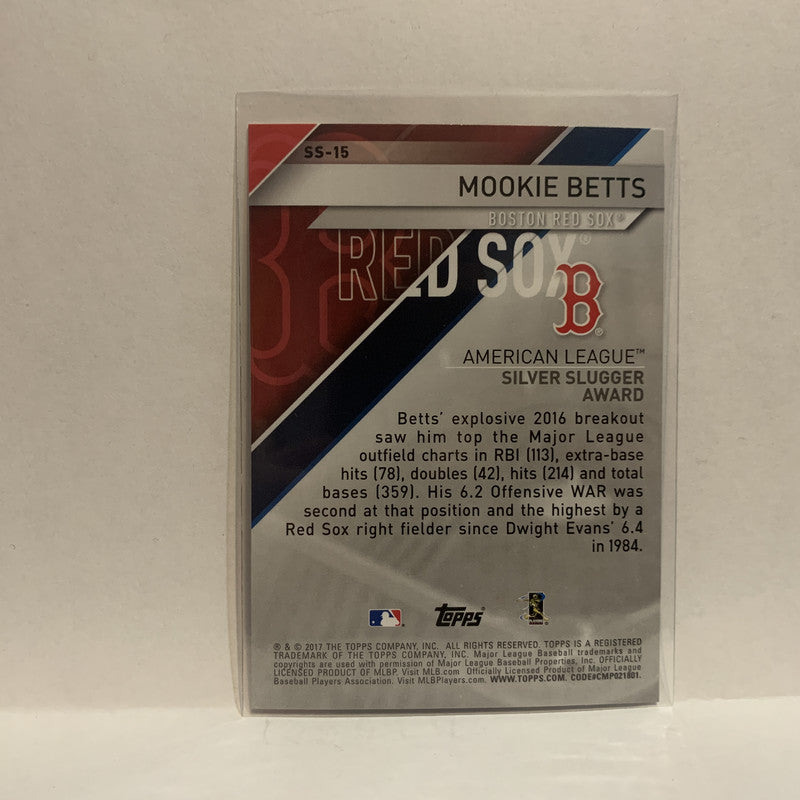 SS-15
MOOKIE BETTS
BOSTON RED SOX®
RED SOX®
B®
AMERICAN LEAGUE™
SILVER SLUGGER
AWARD
Betts' explosive 2016 breakout
saw him top the Major League
outfield charts in RBI (113), extra-base
hits (78), doubles (42), hits (214) and total
bases (359). His 6.2 Offensive WAR was
second at that position and the highest by a
Red Sox right fielder since Dwight Evans' 6.4
in 1984.
Topps
® & © 2017 THE TOPPS COMPANY, INC. ALL RIGHTS RESERVED. TOPPS IS A REGISTERED
TRADEMARK OF THE TOPPS COMPANY, INC. Major League Baseball trademarks and
copyrights are used with permission of Major League Baseball Properties, Inc. OFFICIALLY
LICENSED PRODUCT OF MLBP. Visit MLB.com Officially Licensed Product of Major League
Baseball Players Association. Visit MLBPlayers.com. WWW.TOPPS.COM. CODE#CMP021801.